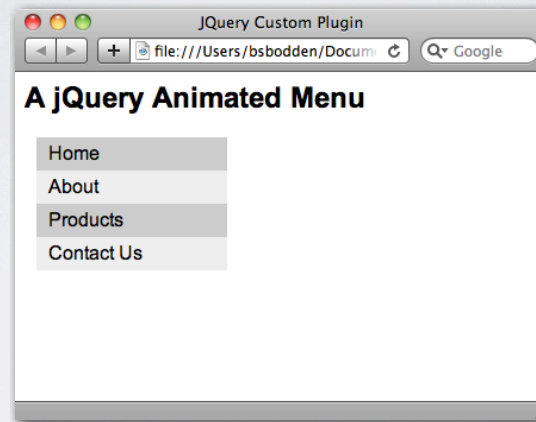 JQuery Custom Plugin
file:///Users/bsbodden/Docum
Google
A jQuery Animated Menu
Home
About
Products
Contact Us